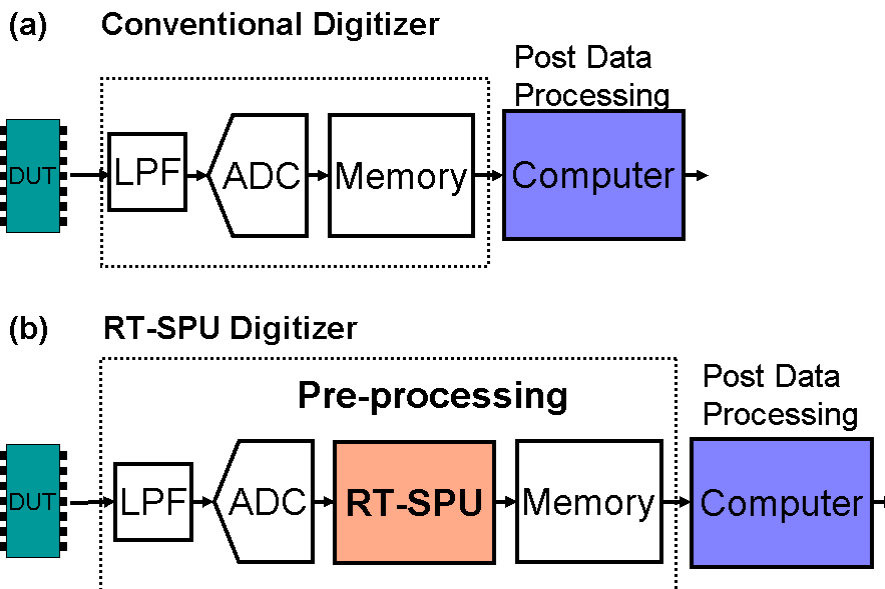 (a) Conventional Digitizer
Post Data
Processing
DUT
LPF
ADC
Memory
Computer
(b) RT-SPU Digitizer
Pre-processing
Post Data
Processing
DUT
LPF
ADC
RT-SPU
Memory
Computer